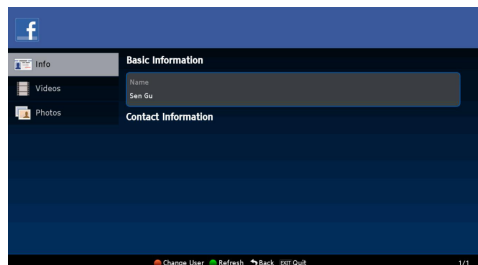 f
Info
Videos
Photos
Basic Information
Name
Sen Gu
Contact Information
Change User Refresh Back EXIT Quit 1/1